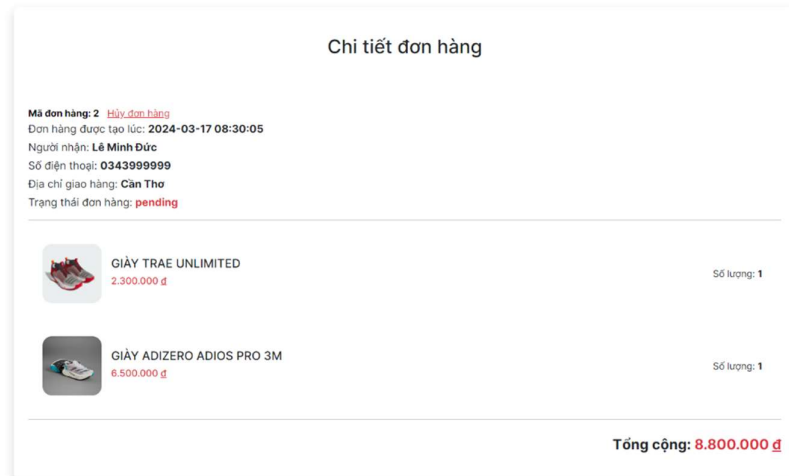 Chi tiết đơn hàng
Mã đơn hàng: 2 Hủy đơn hàng
Đơn hàng được tạo lúc: 2024-03-17 08:30:05
Người nhận: Lê Minh Đức
Số điện thoại: 0343999999
Địa chỉ giao hàng: Cần Thơ
Trạng thái đơn hàng: pending
GIÀY TRAE UNLIMITED
2.300.000 ₫
Số lượng: 1
GIÀY ADIZERO ADIOS PRO 3M
6.500.000 ₫
Số lượng: 1
Tổng cộng: 8.800.000 ₫